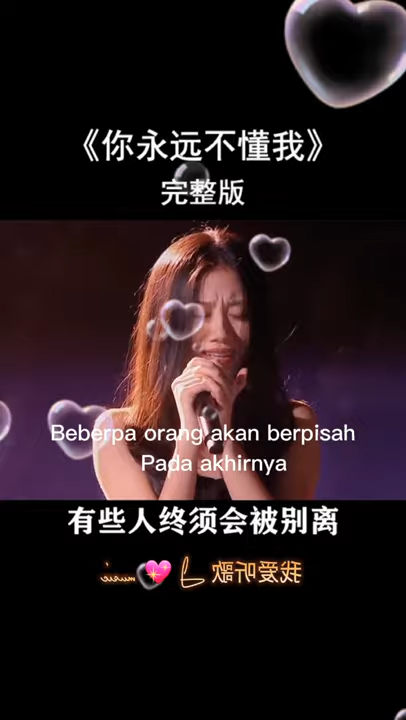 《你永远不懂我》
完整版
Beberpa orang akan berpisah
Pada akhirnya
有些人终须会被别离
我爱听歌 💖 music